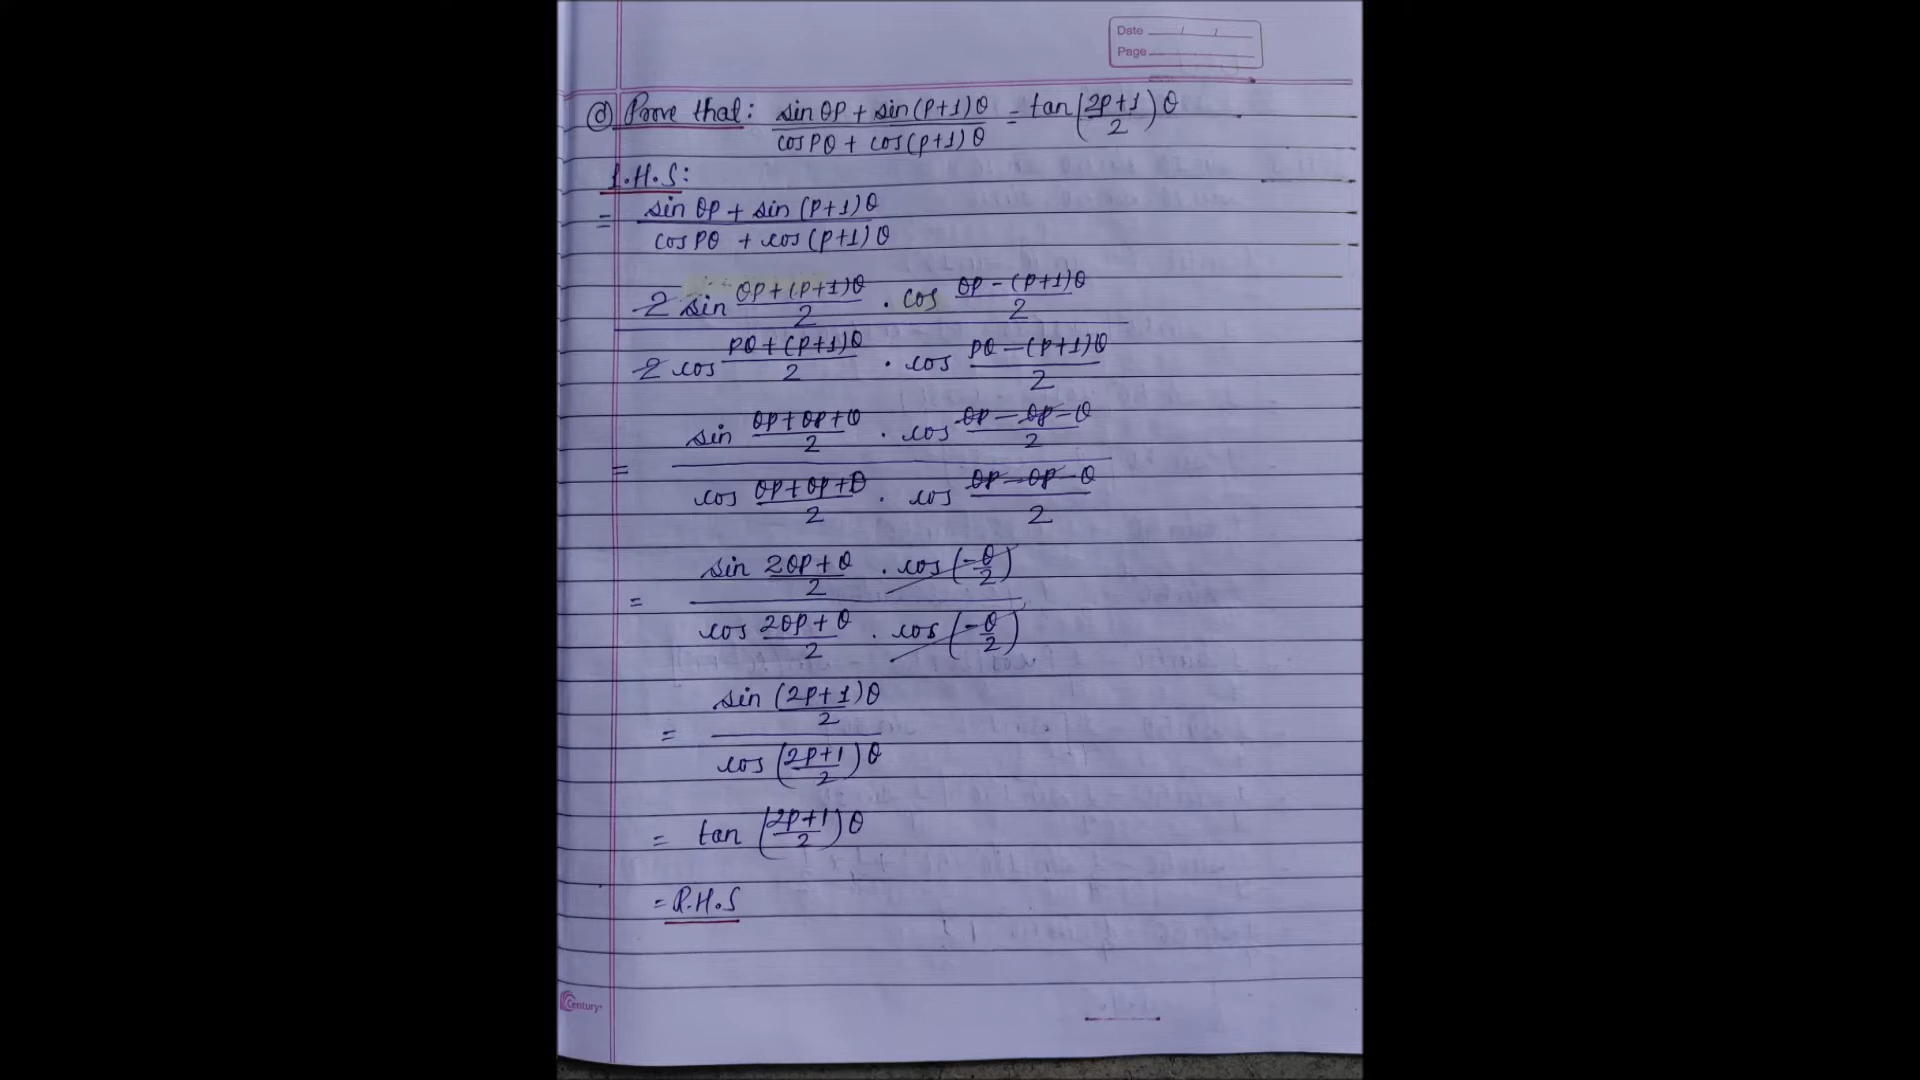 Date / /
Page
d) Prove that: (sin θp + sin(p+1)θ)/(cos pθ + cos(p+1)θ) = tan((2p+1)/2)θ
L.H.S:
= (sin θp + sin (p+1)θ)/(cos pθ + cos(p+1)θ)
(2 sin (θp+(p+1)θ)/2 . cos (θp-(p+1)θ)/2)/(2 cos (pθ+(p+1)θ)/2 . cos (pθ-(p+1)θ)/2)
= (sin (θp+θp+θ)/2 . cos (θp-θp-θ)/2)/(cos (θp+θp+θ)/2 . cos (θp-θp-θ)/2)
= (sin (2θp+θ)/2 . cos(-θ/2))/(cos (2θp+θ)/2 . cos(-θ/2))
= (sin ((2p+1)/2)θ)/(cos((2p+1)/2)θ)
= tan ((2p+1)/2)θ
= R.H.S
Century